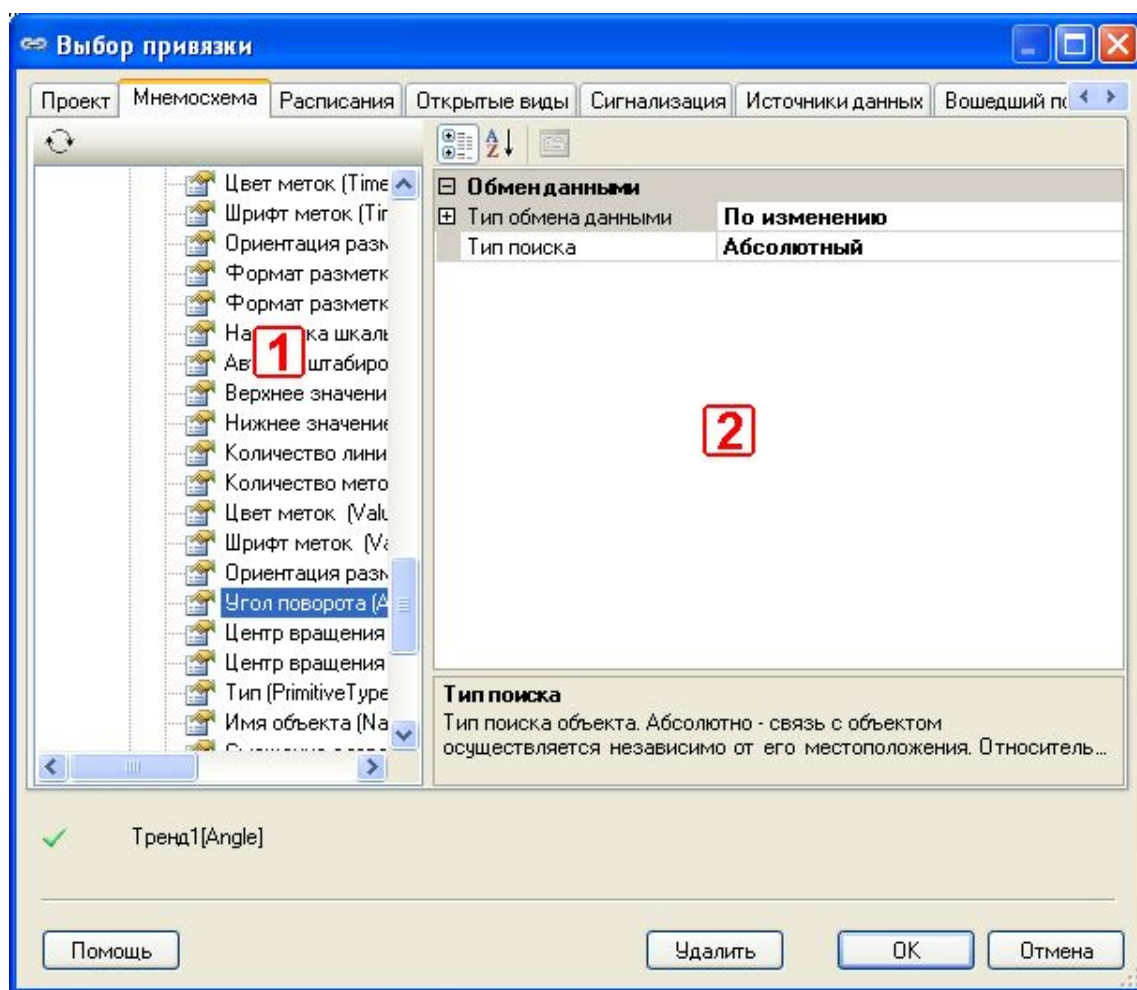 Выбор привязки
Проект Мнемосхема Расписания Открытые виды Сигнализация Источники данных Вошедший
Цвет меток (Time
Шрифт меток (Tir
Ориентация разм
Формат разметк
Формат разметк
ка шкалы
штабиро
Верхнее значени
Нижнее значение
Количество лини
Количество мето
Цвет меток (Valu
Шрифт меток (Va
Ориентация разм
Угол поворота (A
Центр вращения
Центр вращения
Тип (PrimitiveType
Имя объекта (Na
1
Обмен данными
Тип обмена данными По изменению
Тип поиска Абсолютный
2
Тип поиска
Тип поиска объекта. Абсолютно - связь с объектом
осуществляется независимо от его местоположения. Относитель...
Тренд1[Angle]
Помощь Удалить OK Отмена